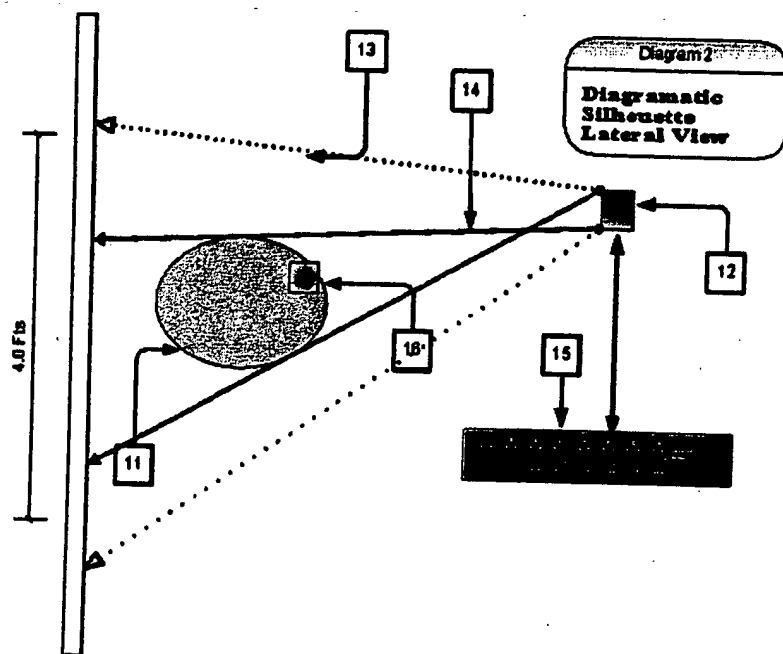 13
14
Diagram 2
Diagramatic
Silhouette
Lateral View
12
4.0 Fts
16
15
11